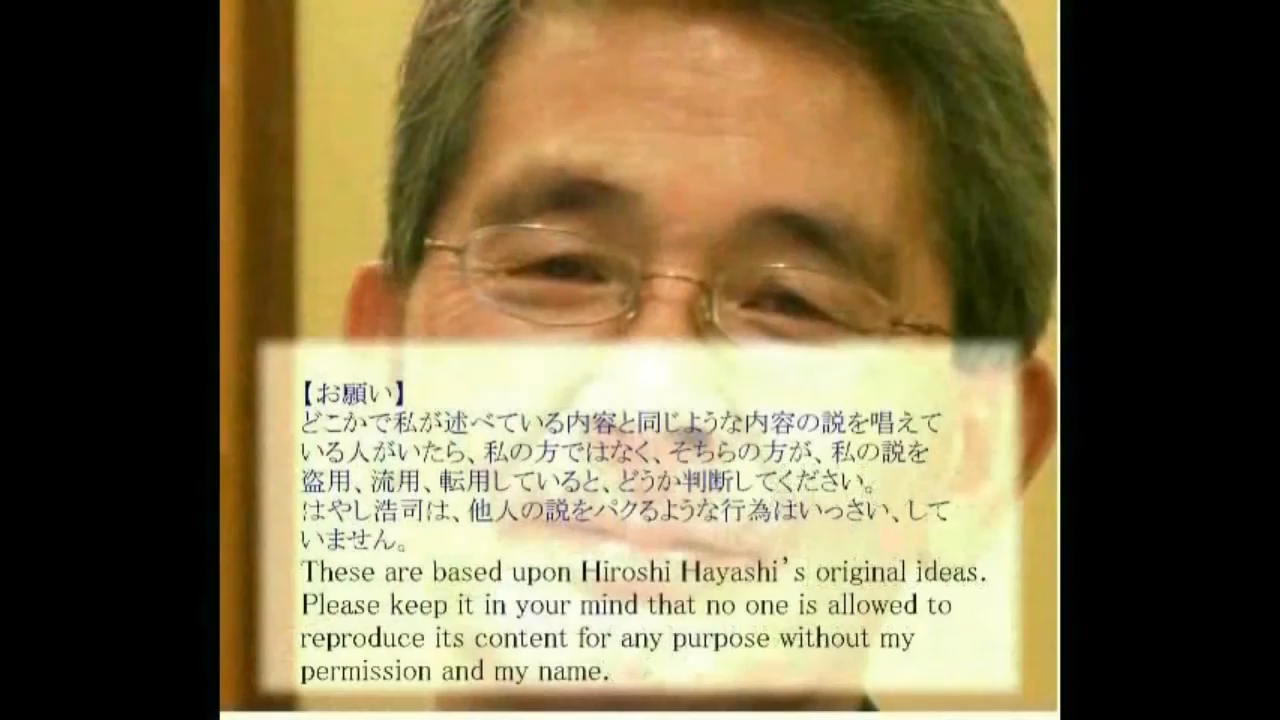 【お願い】
どこかで私が述べている内容と同じような内容の説を唱えて
いる人がいたら、私の方ではなく、そちらの方が、私の説を
盗用、流用、転用していると、どうか判断してください。
はやし浩司は、他人の説をパクるような行為はいっさい、して
いません。
These are based upon Hiroshi Hayashi’s original ideas.
Please keep it in your mind that no one is allowed to
reproduce its content for any purpose without my
permission and my name.